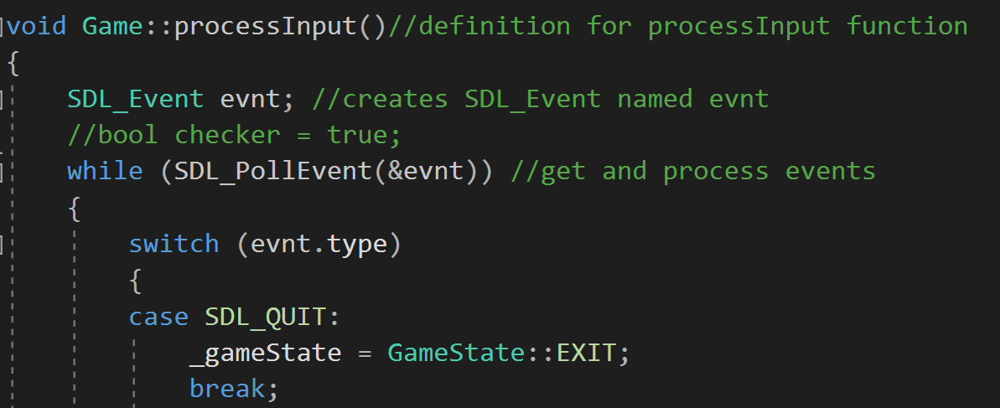 void Game::processInput()//definition for processInput function
{
SDL_Event evnt; //creates SDL_Event named evnt
//bool checker = true;
while (SDL_PollEvent(&evnt)) //get and process events
{
switch (evnt.type)
{
case SDL_QUIT:
_gameState = GameState::EXIT;
break;